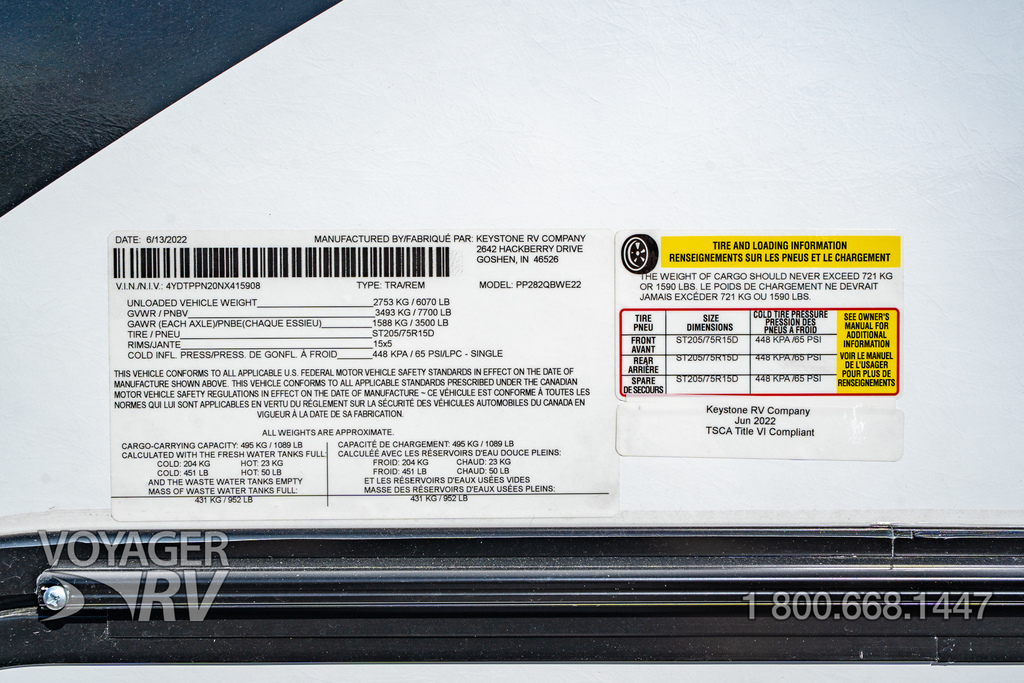 DATE: 6/13/2022 MANUFACTURED BY/FABRIQUÉ PAR: KEYSTONE RV COMPANY
2642 HACKBERRY DRIVE
GOSHEN, IN 46526
V.I.N./N.I.V.: 4YDTPPN20NX415908 TYPE: TRA/REM MODEL: PP282QBWE22
UNLOADED VEHICLE WEIGHT 2753 KG / 6070 LB
GVWR / PNBV 3493 KG / 7700 LB
GAWR (EACH AXLE)/PNBE(CHAQUE ESSIEU) 1588 KG / 3500 LB
TIRE / PNEU ST205/75R15D
RIMS/JANTE 15x5
COLD INFL. PRESS/PRESS. DE GONFL. À FROID 448 KPA / 65 PSI/LPC - SINGLE
THIS VEHICLE CONFORMS TO ALL APPLICABLE U.S. FEDERAL MOTOR VEHICLE SAFETY STANDARDS IN EFFECT ON THE DATE OF
MANUFACTURE SHOWN ABOVE. THIS VEHICLE CONFORMS TO ALL APPLICABLE STANDARDS PRESCRIBED UNDER THE CANADIAN
MOTOR VEHICLE SAFETY REGULATIONS IN EFFECT ON THE DATE OF MANUFACTURE ~ CE VÉHICULE EST CONFORME À TOUTES LES
NORMES QUI LUI SONT APPLICABLES EN VERTU DU RÉGLEMENT SUR LA SÉCURITÉ DES VÉHICULES AUTOMOBILES DU CANADA EN
VIGUEUR À LA DATE DE SA FABRICATION.
ALL WEIGHTS ARE APPROXIMATE.
CARGO-CARRYING CAPACITY: 495 KG / 1089 LB
CALCULATED WITH THE FRESH WATER TANKS FULL:
COLD: 204 KG HOT: 23 KG
COLD: 451 LB HOT: 50 LB
AND THE WASTE WATER TANKS EMPTY
MASS OF WASTE WATER TANKS FULL:
431 KG / 952 LB
CAPACITÉ DE CHARGEMENT: 495 KG / 1089 LB
CALCULÉE AVEC LES RÉSERVOIRS D'EAU DOUCE PLEINS:
FROID: 204 KG CHAUD: 23 KG
FROID: 451 LB CHAUD: 50 LB
ET LES RÉSERVOIRS D'EAUX USÉES VIDES
MASSE DES RÉSERVOIRS D'EAUX USÉES PLEINS:
431 KG / 952 LB
TIRE AND LOADING INFORMATION
RENSEIGNEMENTS SUR LES PNEUS ET LE CHARGEMENT
THE WEIGHT OF CARGO SHOULD NEVER EXCEED 721 KG
OR 1590 LBS. LE POIDS DE CHARGEMENT NE DEVRAIT
JAMAIS EXCÉDER 721 KG OU 1590 LBS.
TIRE SIZE COLD TIRE PRESSURE
PNEU DIMENSIONS PRESSION DES
PNEUS A FROID
FRONT ST205/75R15D 448 KPA /65 PSI
AVANT
REAR ST205/75R15D 448 KPA /65 PSI
ARRIÈRE
SPARE ST205/75R15D 448 KPA /65 PSI
DE SECOURS
SEE OWNER'S
MANUAL FOR
ADDITIONAL
INFORMATION
VOIR LE MANUEL
DE L'USAGER
POUR PLUS DE
RENSEIGNEMENTS
Keystone RV Company
Jun 2022
TSCA Title VI Compliant
VOYAGER
RV
1 800.668.1447